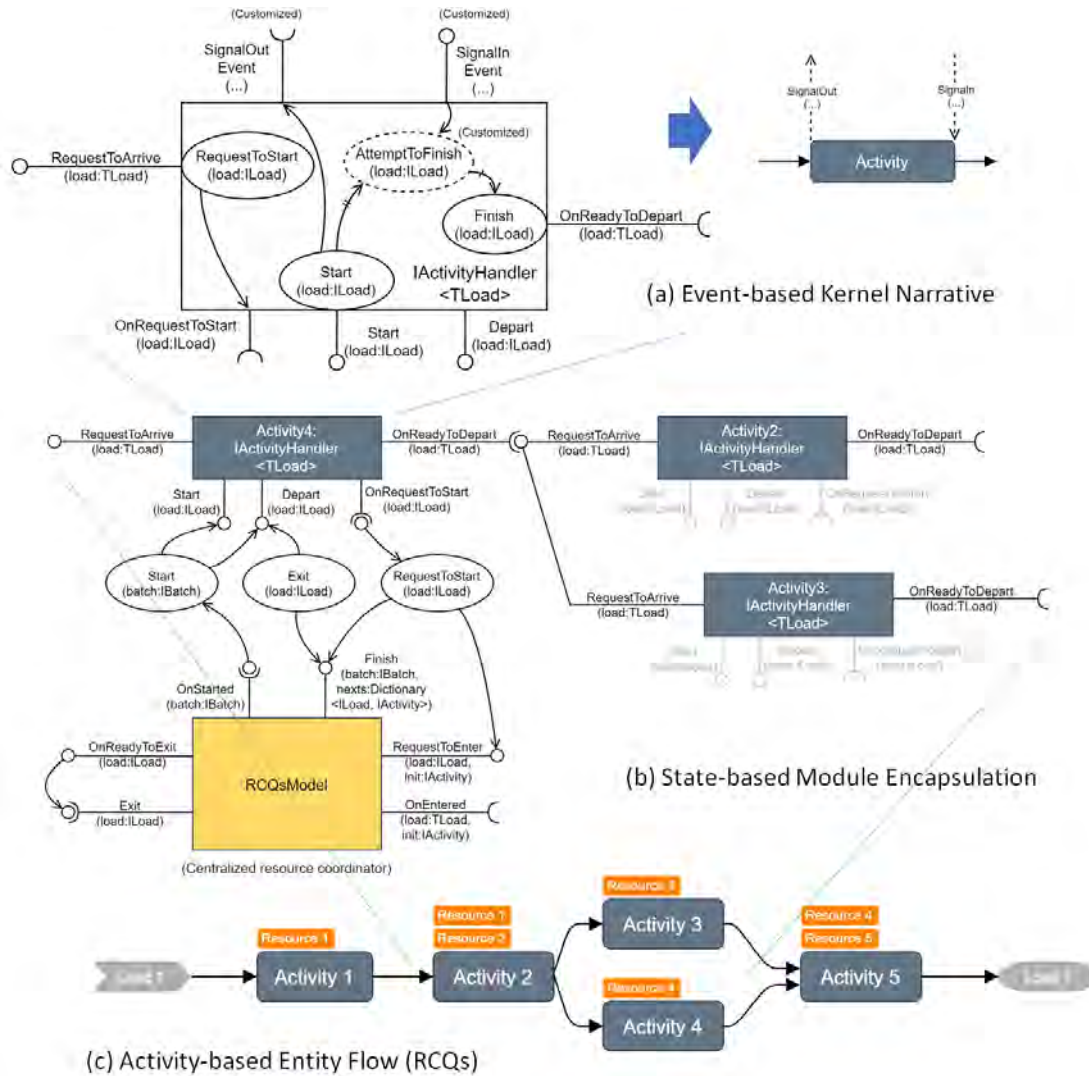 (Customized)
(Customized)
SignalOut
Event
(...)
SignalIn
Event
(...)
SignalOut
(...)
SignalIn
(...)
(Customized)
RequestToArrive
(load:TLoad)
RequestToStart
(load:ILoad)
AttemptToFinish
(load:ILoad)
Activity
Finish
(load:ILoad)
OnReadyToDepart
(load:TLoad)
Start
(load:ILoad)
IActivityHandler
<TLoad>
(a) Event-based Kernel Narrative
OnRequestToStart
(load:ILoad)
Start
(load:ILoad)
Depart
(load:ILoad)
RequestToArrive
(load:TLoad)
Activity4:
IActivityHandler
<TLoad>
OnReadyToDepart
(load:TLoad)
RequestToArrive
(load:TLoad)
Activity2:
IActivityHandler
<TLoad>
OnReadyToDepart
(load:TLoad)
Start
(load:ILoad)
Depart
(load:ILoad)
OnRequestToStart
(load:ILoad)
Start
(batch:IBatch)
Exit
(load:ILoad)
RequestToStart
(load:ILoad)
RequestToArrive
(load:TLoad)
Activity3:
IActivityHandler
<TLoad>
OnReadyToDepart
(load:TLoad)
OnStarted
(batch:IBatch)
Finish
(batch:IBatch,
nexts:Dictionary
<ILoad, IActivity>)
OnReadyToExit
(load:ILoad)
RCQsModel
RequestToEnter
(load:ILoad,
init:IActivity)
Exit
(load:ILoad)
OnEntered
(load:TLoad,
init:IActivity)
(b) State-based Module Encapsulation
(Centralized resource coordinator)
Resource 1
Activity 1
Resource 1
Resource 2
Activity 2
Activity 3
Activity 4
Resource 4
Resource 5
Activity 5
(c) Activity-based Entity Flow (RCQs)